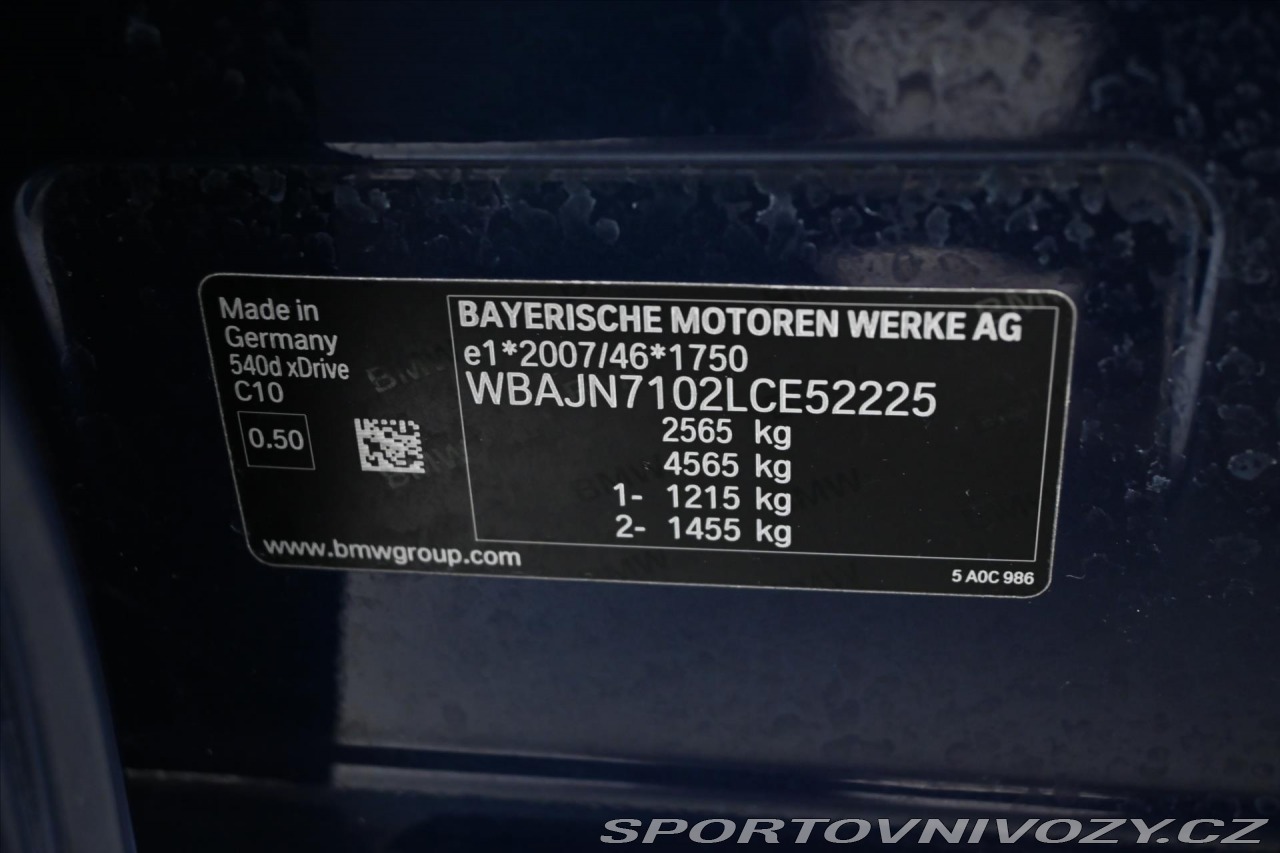 Made in
Germany
540d xDrive
C10
0.50
www.bmwgroup.com
BAYERISCHE MOTOREN WERKE AG
e1*2007/46*1750
WBAJN7102LCE52225
2565 kg
4565 kg
1- 1215 kg
2- 1455 kg
5 A0C 986
SPORTOVNIVOZY.CZ